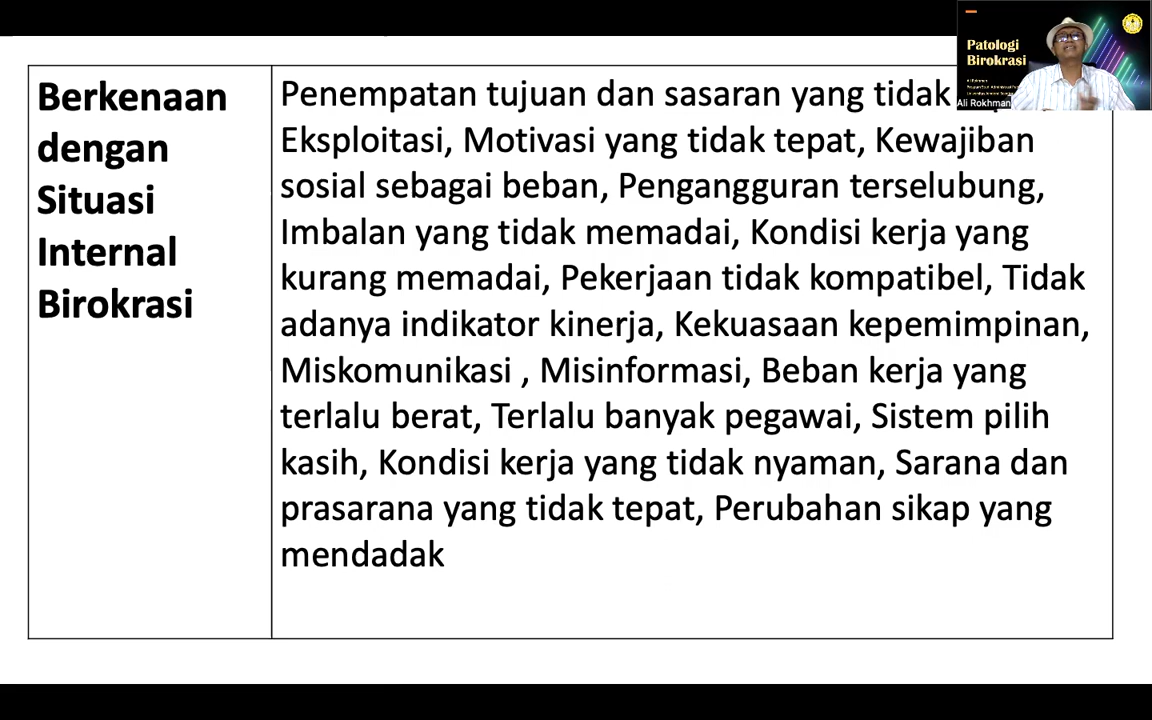 Berkenaan
dengan
Situasi
Internal
Birokrasi
Penempatan tujuan dan sasaran yang tidak
Eksploitasi, Motivasi yang tidak tepat, Kewajiban
sosial sebagai beban, Pengangguran terselubung,
Imbalan yang tidak memadai, Kondisi kerja yang
kurang memadai, Pekerjaan tidak kompatibel, Tidak
adanya indikator kinerja, Kekuasaan kepemimpinan,
Miskomunikasi , Misinformasi, Beban kerja yang
terlalu berat, Terlalu banyak pegawai, Sistem pilih
kasih, Kondisi kerja yang tidak nyaman, Sarana dan
prasarana yang tidak tepat, Perubahan sikap yang
mendadak
Patologi
Birokrasi
Ali Rokhman